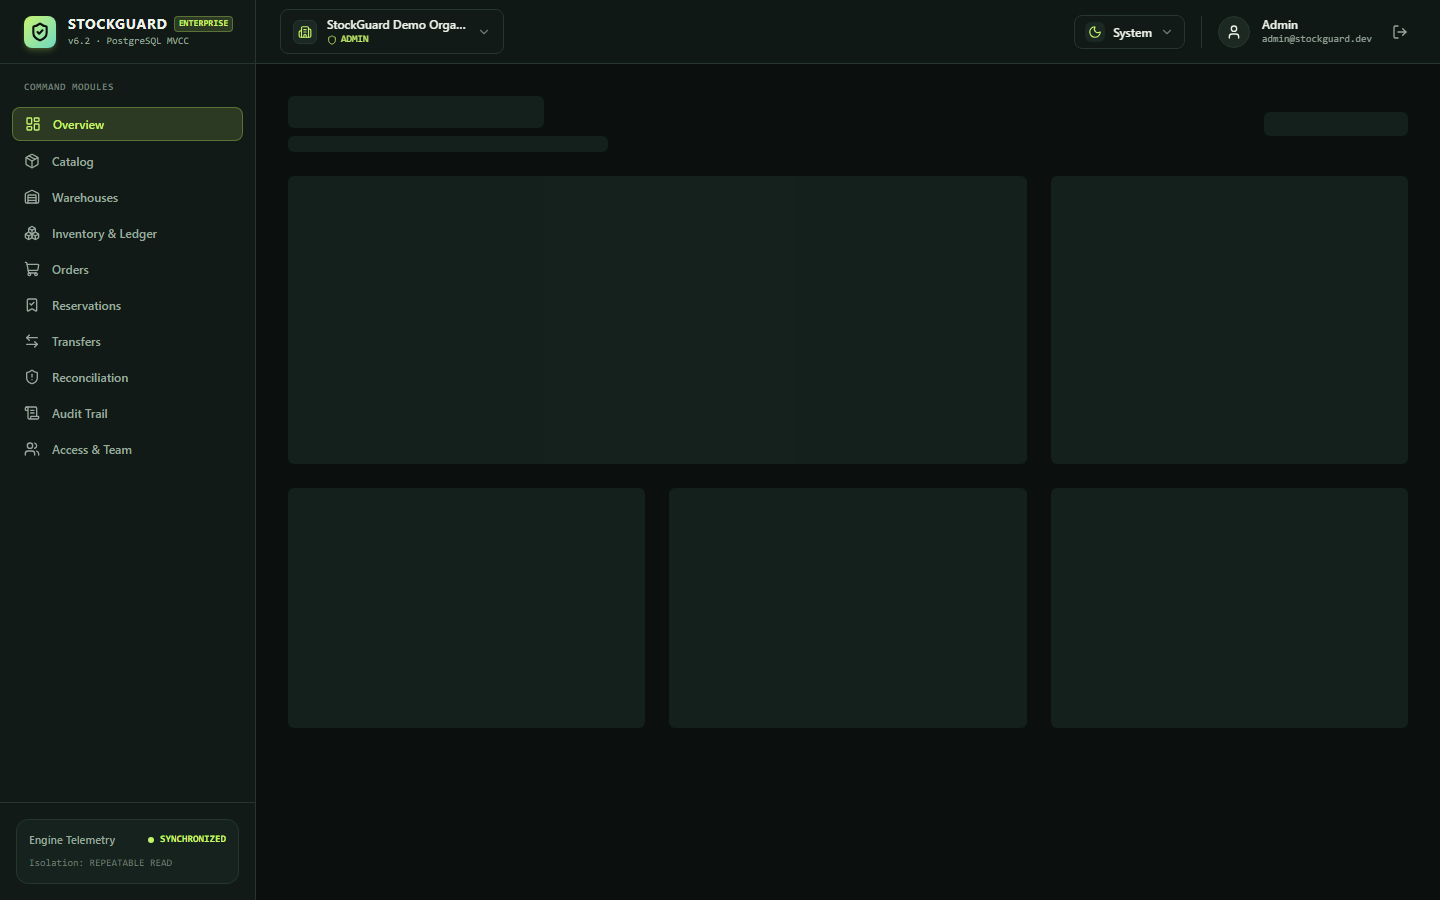 STOCKGUARD ENTERPRISE
v6.2 · PostgreSQL MVCC
StockGuard Demo Orga...
ADMIN
System
Admin
admin@stockguard.dev
COMMAND MODULES
Overview
Catalog
Warehouses
Inventory & Ledger
Orders
Reservations
Transfers
Reconciliation
Audit Trail
Access & Team
Engine Telemetry
SYNCHRONIZED
Isolation: REPEATABLE READ